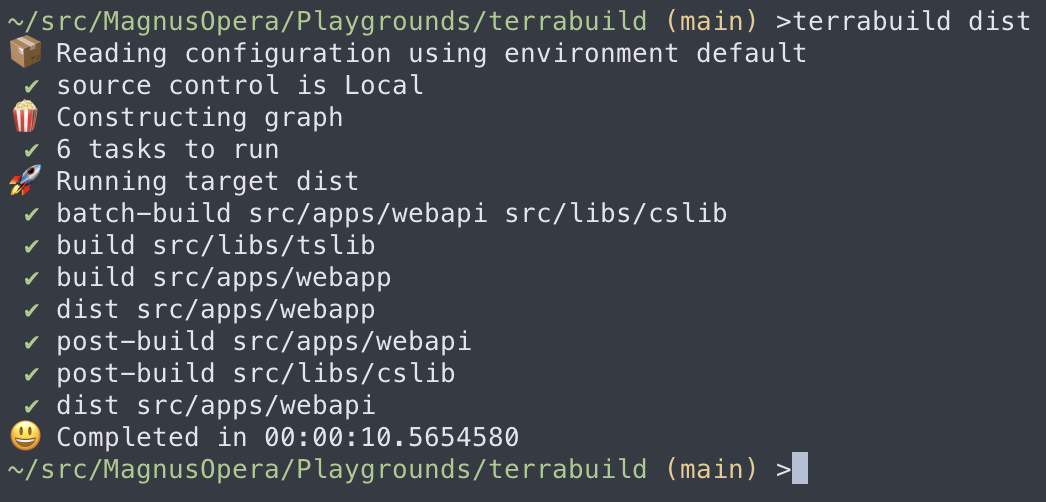 ~/src/MagnusOpera/Playgrounds/terrabuild (main) >terrabuild dist
📦 Reading configuration using environment default
✔ source control is Local
🍿 Constructing graph
✔ 6 tasks to run
🚀 Running target dist
✔ batch-build src/apps/webapi src/libs/cslib
✔ build src/libs/tslib
✔ build src/apps/webapp
✔ dist src/apps/webapp
✔ post-build src/apps/webapi
✔ post-build src/libs/cslib
✔ dist src/apps/webapi
😃 Completed in 00:00:10.5654580
~/src/MagnusOpera/Playgrounds/terrabuild (main) >